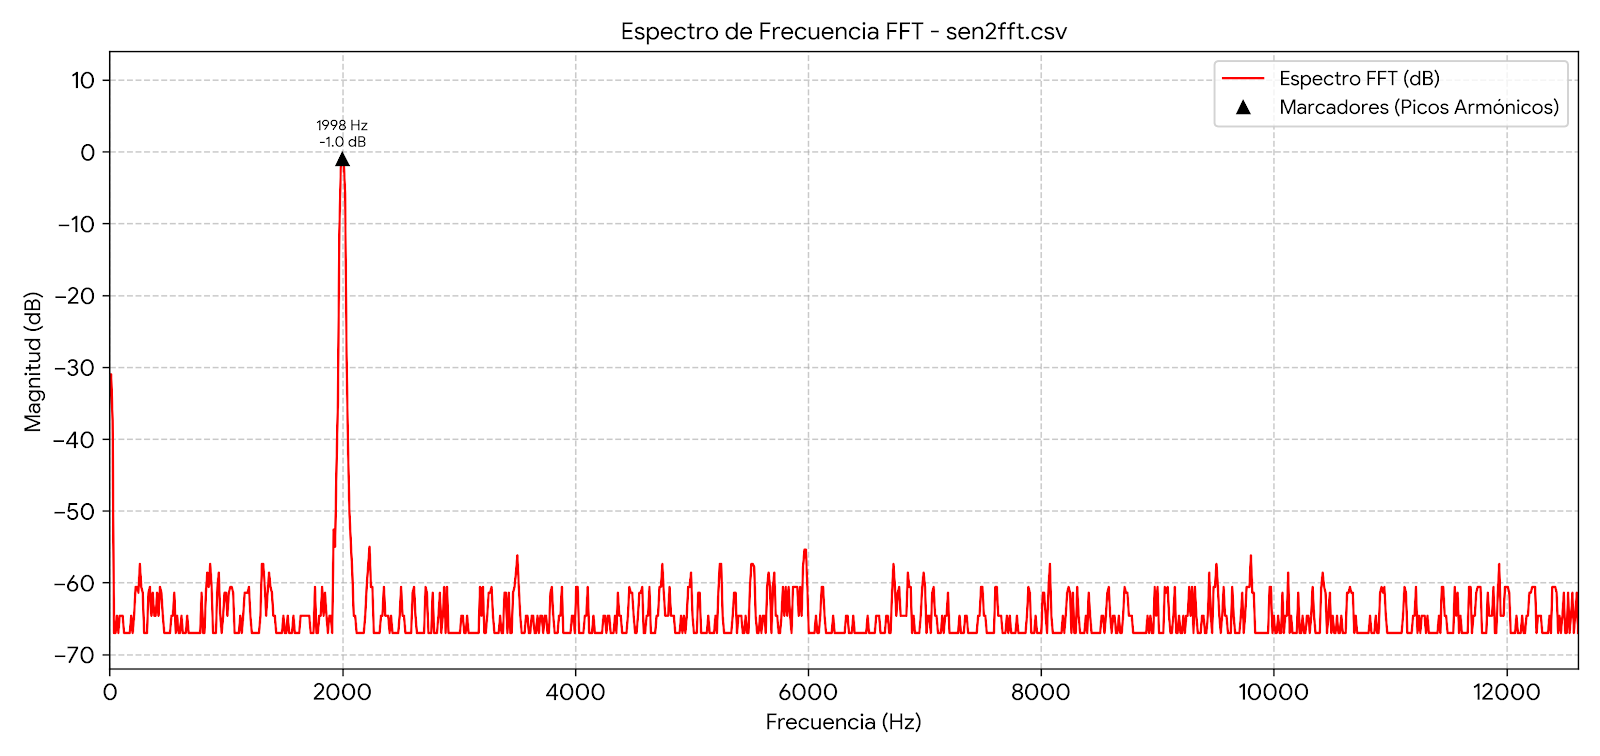 Espectro de Frecuencia FFT - sen2fft.csv
Espectro FFT (dB)
Marcadores (Picos Armónicos)
1998 Hz
-1.0 dB
Magnitud (dB)
10
0
−10
−20
−30
−40
−50
−60
−70
0 2000 4000 6000 8000 10000 12000
Frecuencia (Hz)